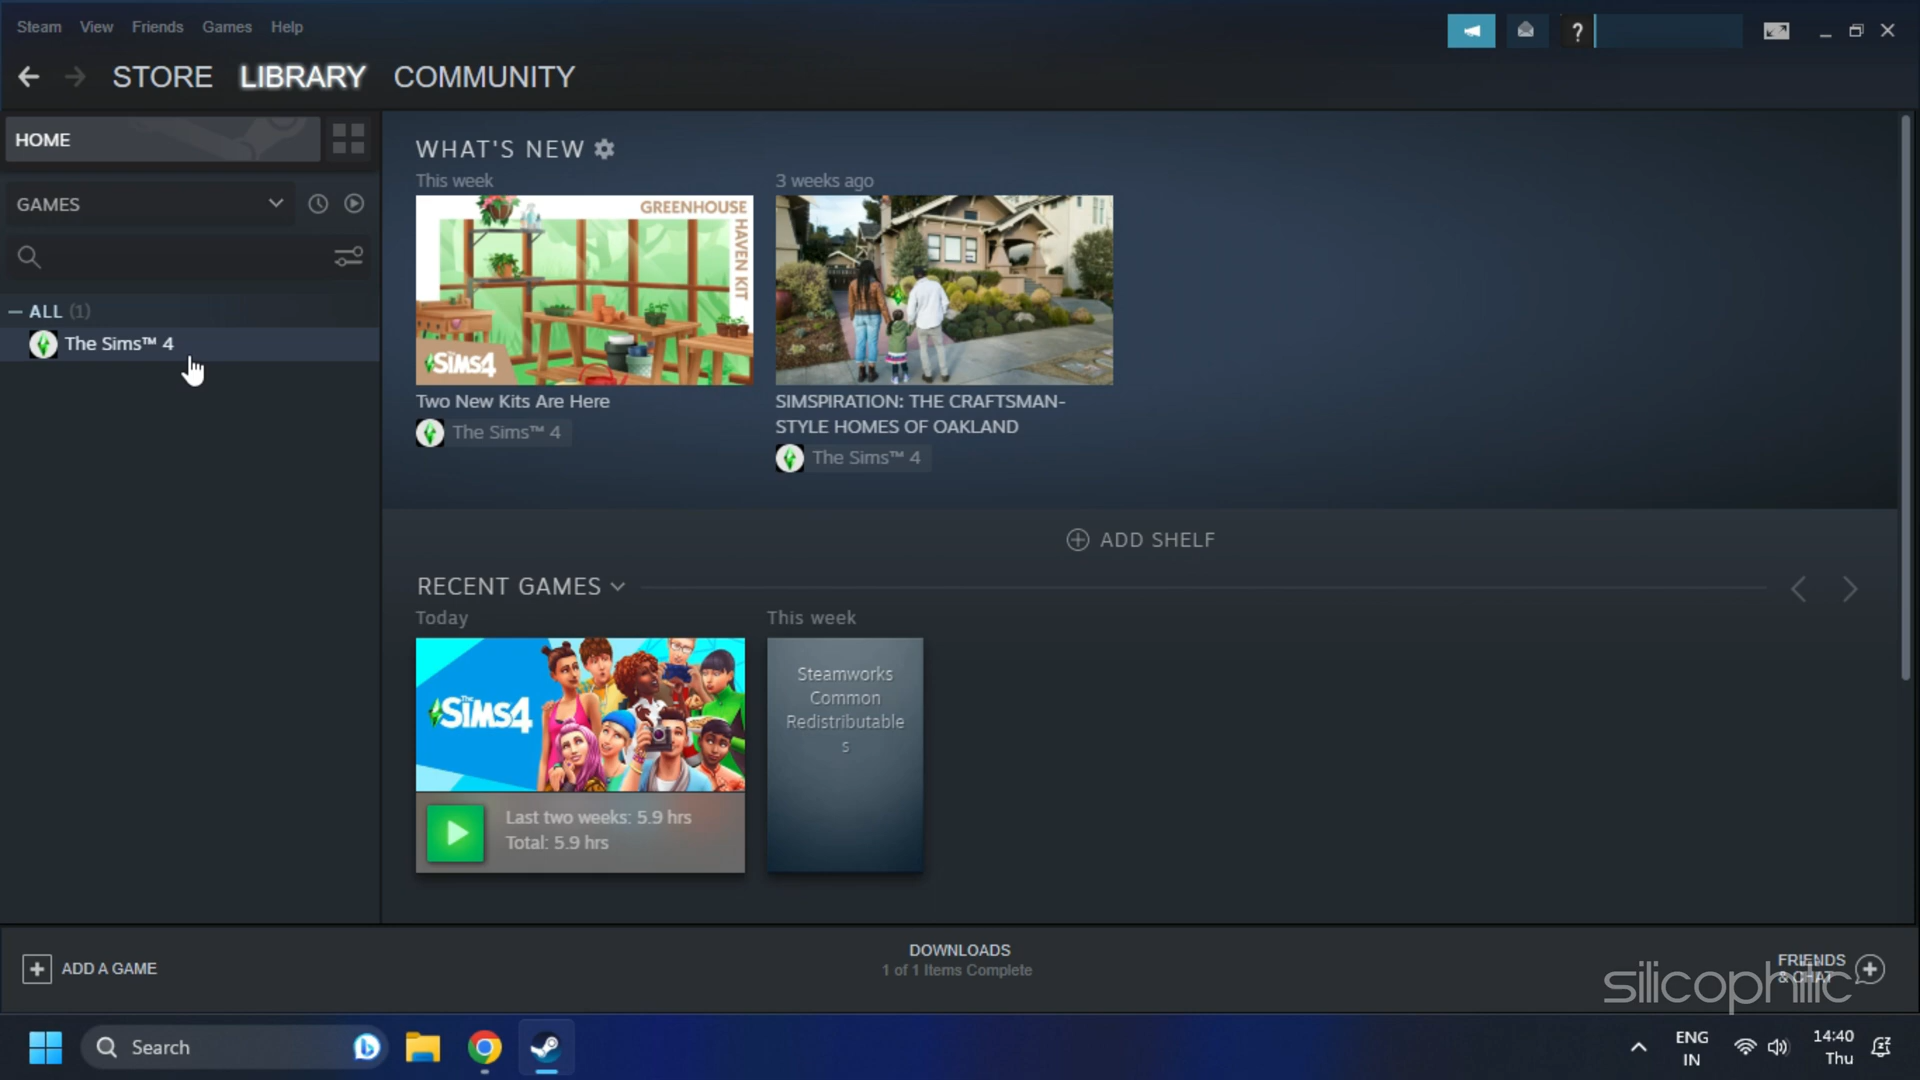 Steam View Friends Games Help
?
STORE LIBRARY COMMUNITY
HOME
GAMES
ALL (1)
The Sims™ 4
WHAT'S NEW
This week
GREENHOUSE
HAVEN KIT
THE SIMS4
Two New Kits Are Here
The Sims™ 4
3 weeks ago
SIMSPIRATION: THE CRAFTSMAN-
STYLE HOMES OF OAKLAND
The Sims™ 4
ADD SHELF
RECENT GAMES
Today
THE SIMS4
Last two weeks: 5.9 hrs
Total: 5.9 hrs
This week
Steamworks
Common
Redistributable
s
ADD A GAME
DOWNLOADS
1 of 1 Items Complete
FRIENDS
& CHAT
silicophilic
Search
b
ENG
IN
14:40
Thu